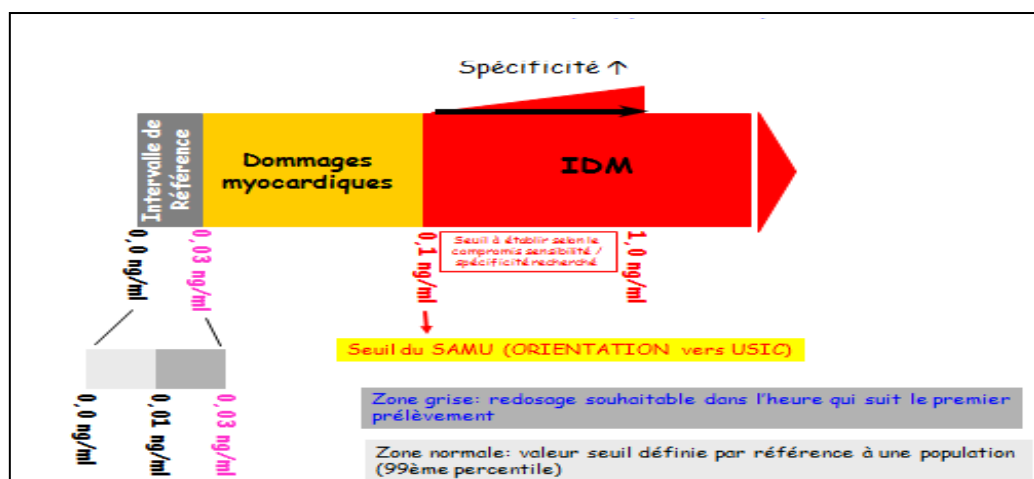 Spécificité ↑
Intervalle de
Référence
Dommages
myocardiques
IDM
0,0 ng/ml
0,03 ng/ml
0,1 ng/ml
Seuil à établir selon le
compromis sensibilité /
spécificité recherché
1,0 ng/ml
Seuil du SAMU (ORIENTATION vers USIC)
0,0 ng/ml
0,01 ng/ml
0,03 ng/ml
Zone grise: redosage souhaitable dans l'heure qui suit le premier
prélèvement
Zone normale: valeur seuil définie par référence à une population
(99ème percentile)